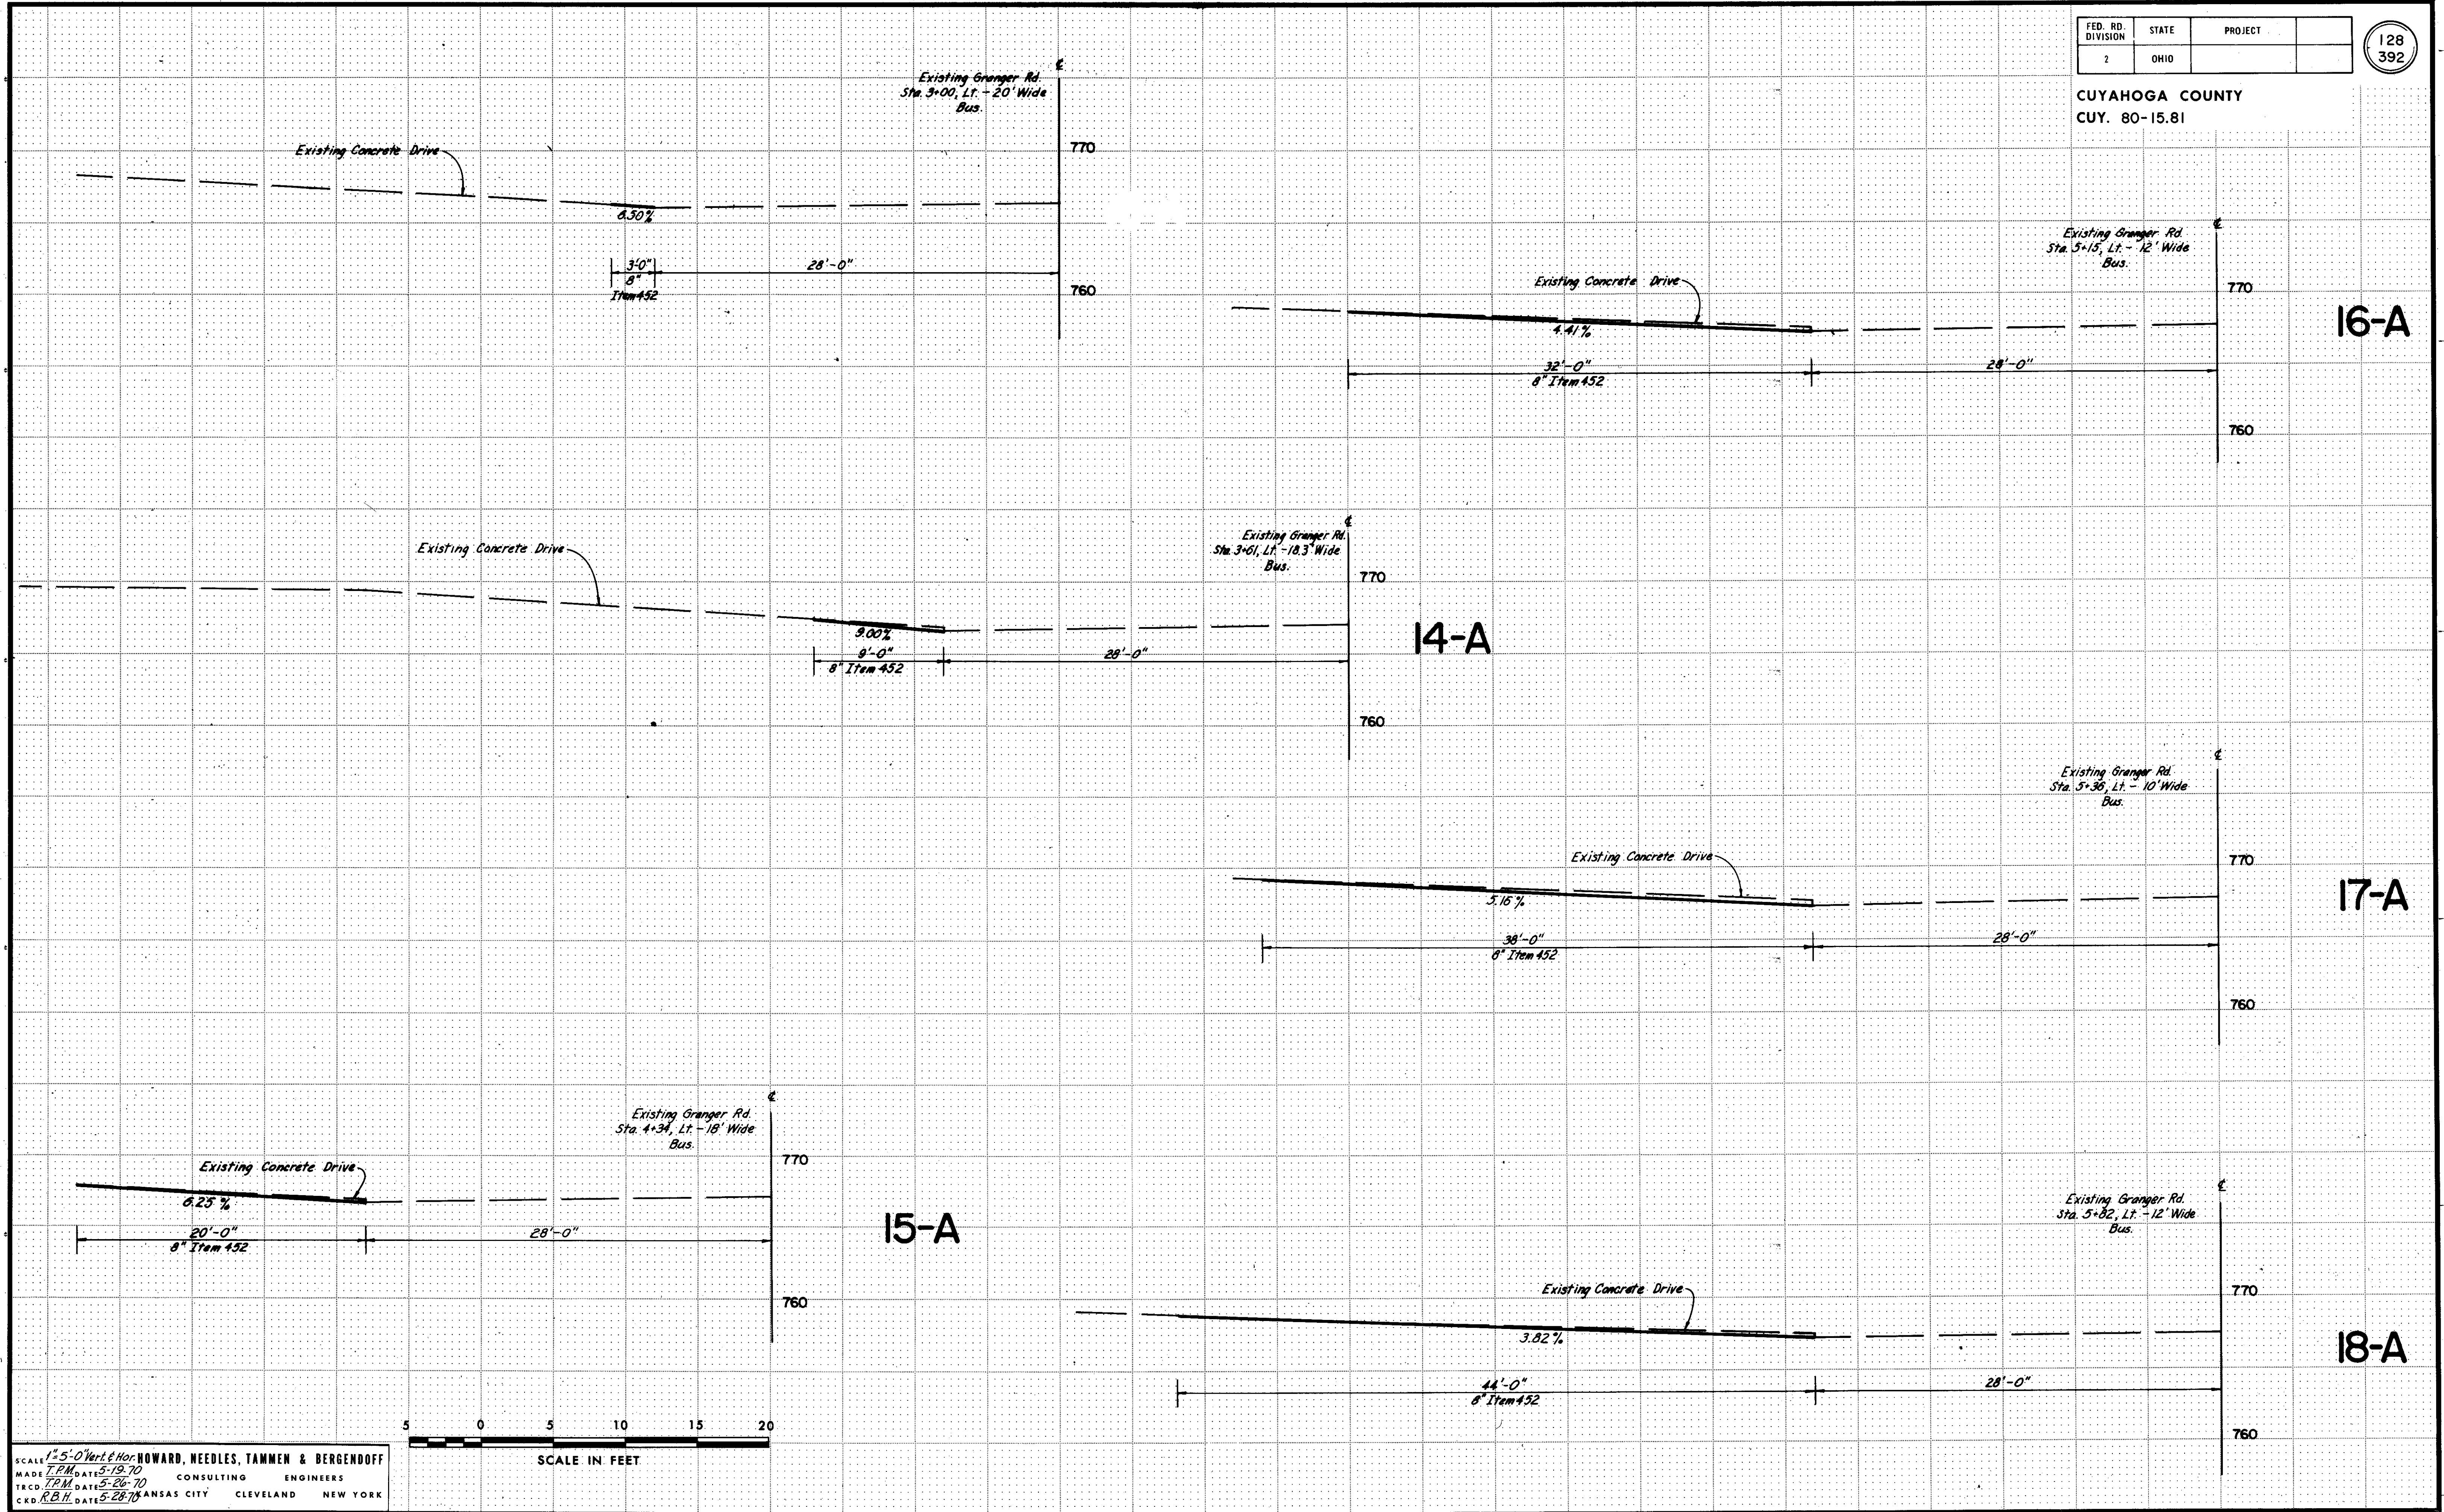 FED. RD. DIVISION STATE PROJECT
2 OHIO
128
392
CUYAHOGA COUNTY
CUY. 80-15.81
Existing Granger Rd.
Sta. 3+00, Lt. - 20' Wide
Bus.
℄
Existing Concrete Drive
770
6.50%
3'-0"
8"
Item 452
28'-0"
760
Existing Granger Rd.
Sta. 3+61, Lt. - 18.3' Wide
Bus.
℄
Existing Concrete Drive
770
9.00%
9'-0"
8" Item 452
28'-0"
760
14-A
Existing Granger Rd.
Sta. 4+34, Lt. - 18' Wide
Bus.
℄
Existing Concrete Drive
770
6.25 %
20'-0"
8" Item 452
28'-0"
760
15-A
Existing Granger Rd.
Sta. 5+15, Lt. - 12' Wide
Bus.
℄
Existing Concrete Drive
770
4.41%
32'-0"
8" Item 452
28'-0"
760
16-A
Existing Granger Rd.
Sta. 5+36, Lt. - 10' Wide
Bus.
℄
Existing Concrete Drive
770
5.16 %
38'-0"
8" Item 452
28'-0"
760
17-A
Existing Granger Rd.
Sta. 5+82, Lt. - 12' Wide
Bus.
℄
Existing Concrete Drive
770
3.82 %
44'-0"
8" Item 452
28'-0"
760
18-A
5 0 5 10 15 20
SCALE IN FEET
SCALE 1"=5'-0" Vert. & Hor. HOWARD, NEEDLES, TAMMEN & BERGENDOFF
MADE T.P.M. DATE 5-19-70
CONSULTING ENGINEERS
TRCD. T.P.M. DATE 5-26-70
CKD. R.B.H. DATE 5-28-70 KANSAS CITY CLEVELAND NEW YORK